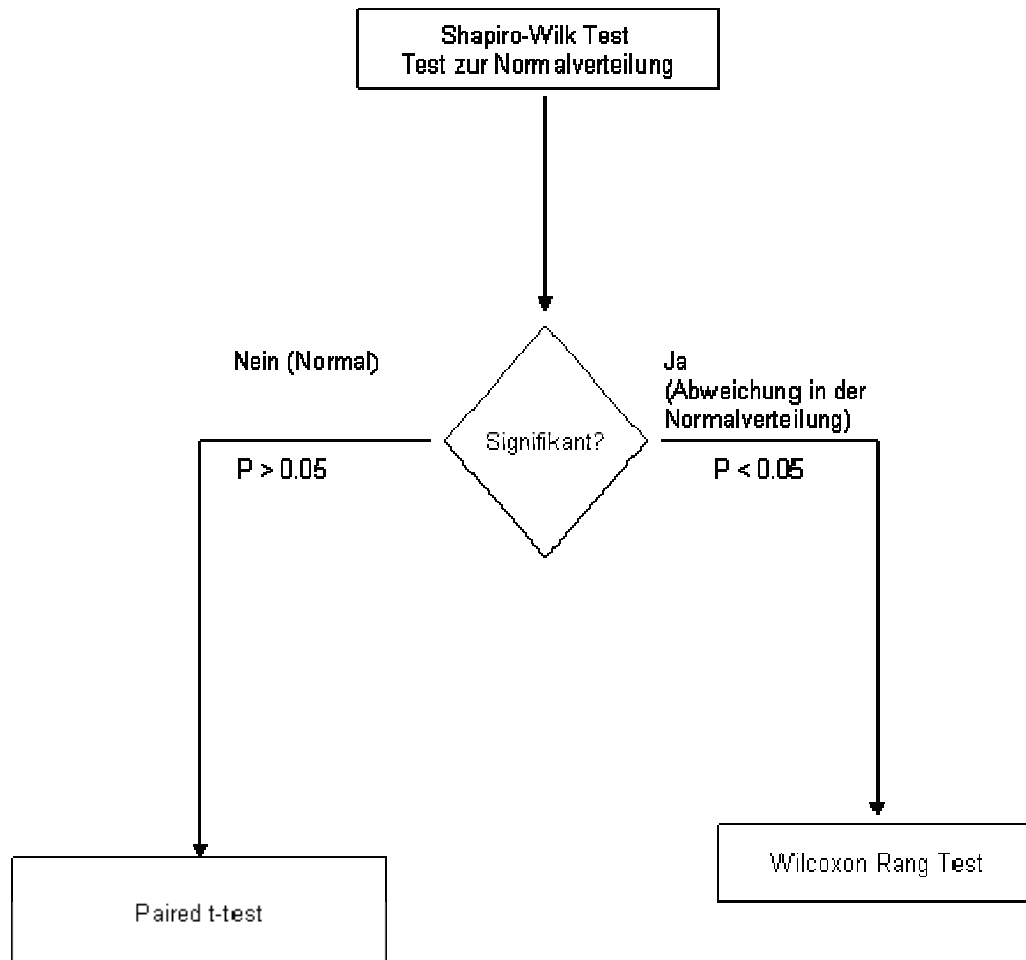 Shapiro-Wilk Test
Test zur Normalverteilung
Nein (Normal)
Ja
(Abweichung in der
Normalverteilung)
Signifikant?
P > 0.05
P < 0.05
Wilcoxon Rang Test
Paired t-test